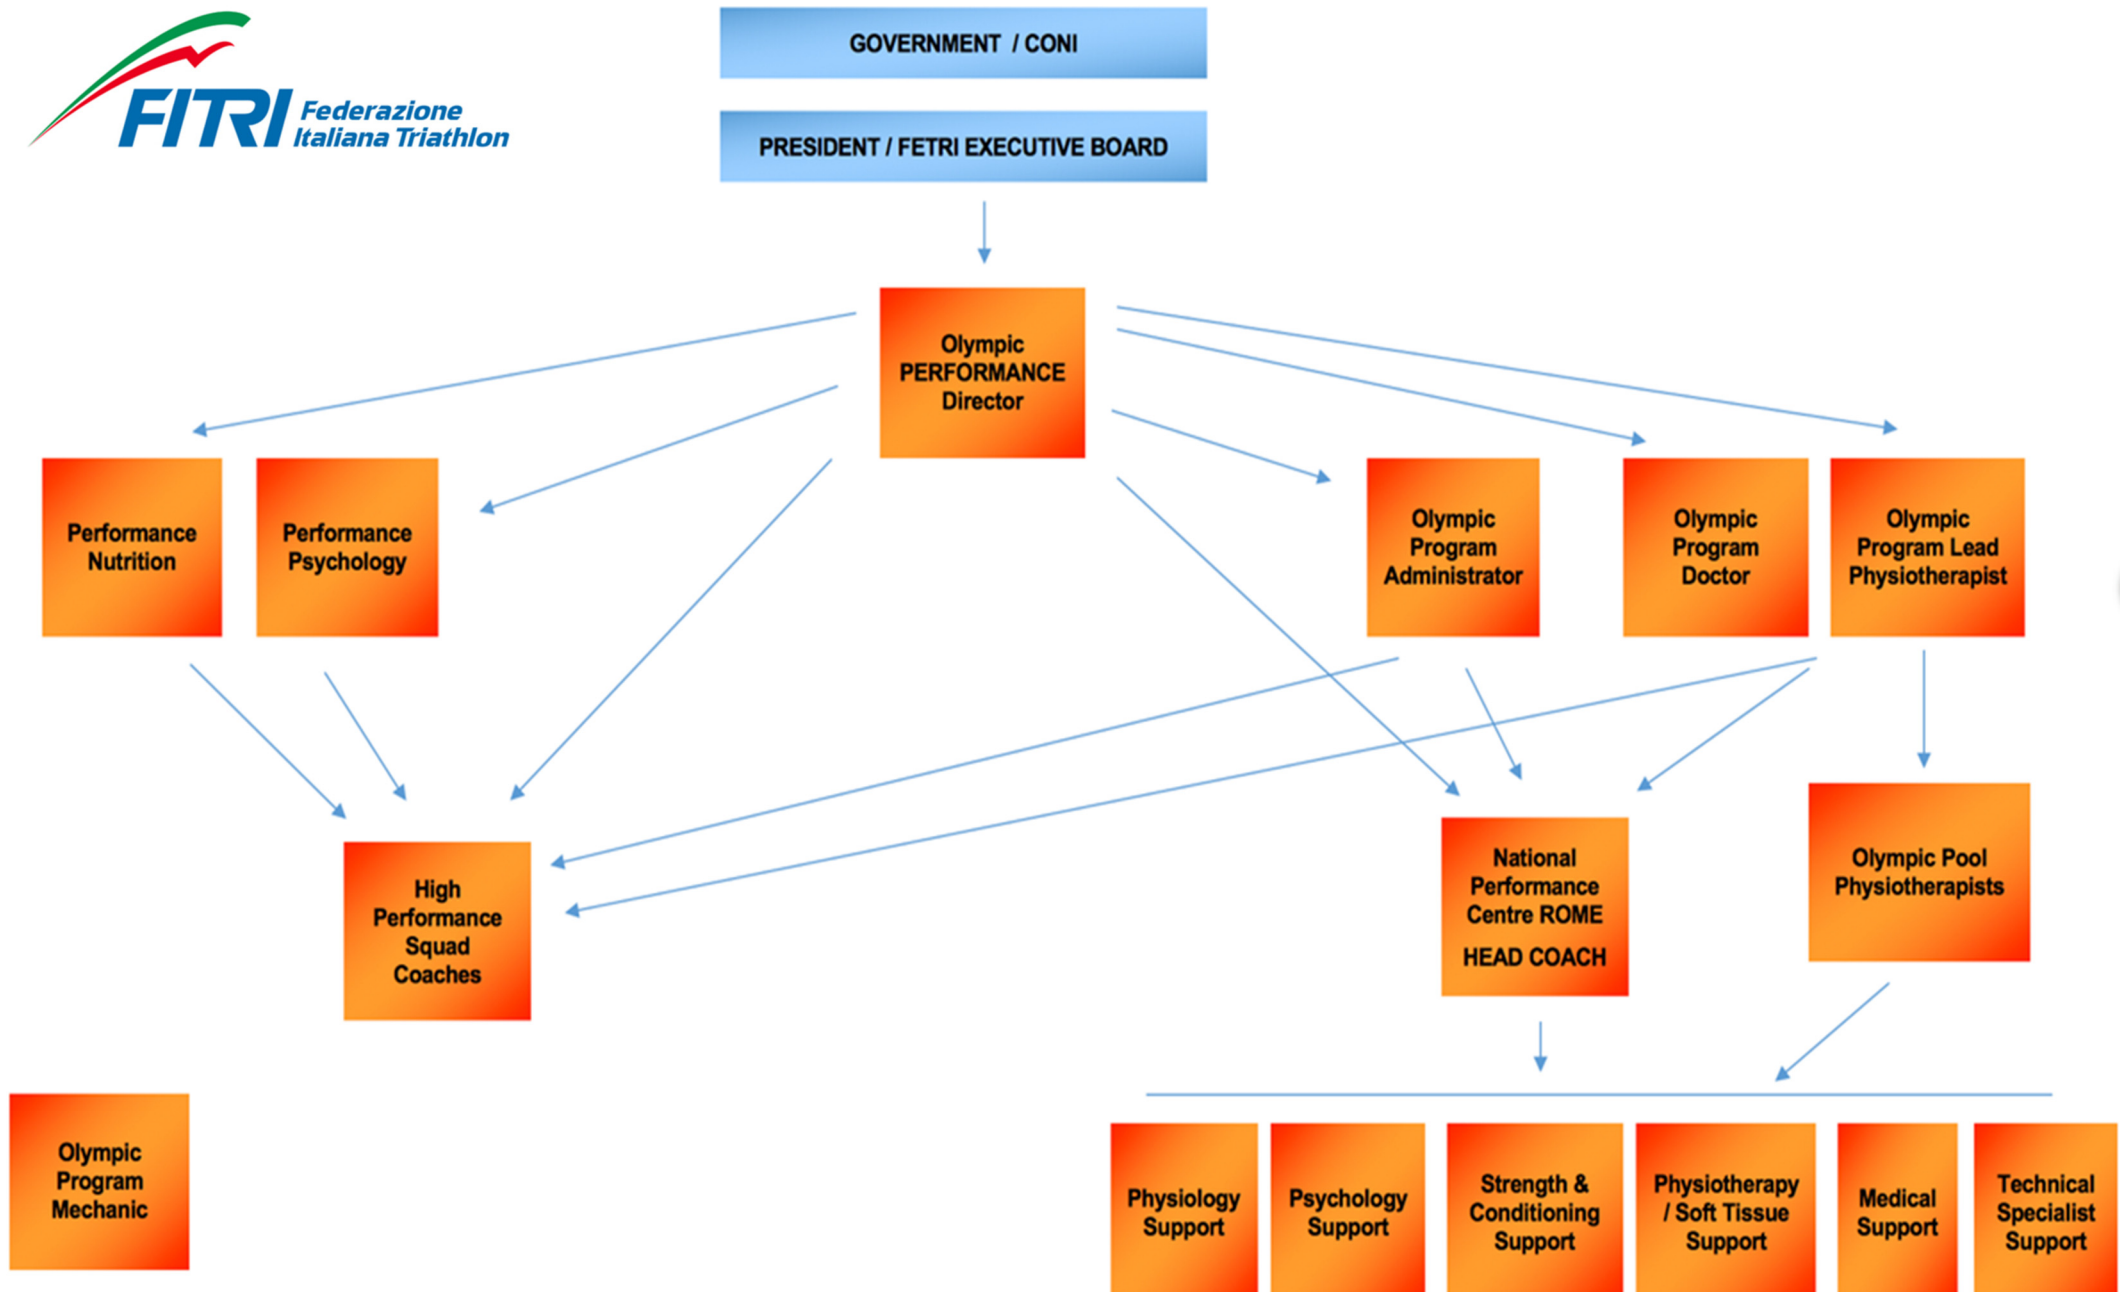 FITRI Federazione
Italiana Triathlon
GOVERNMENT / CONI
PRESIDENT / FETRI EXECUTIVE BOARD
Olympic
PERFORMANCE
Director
Performance
Nutrition
Performance
Psychology
Olympic
Program
Administrator
Olympic
Program
Doctor
Olympic
Program Lead
Physiotherapist
High
Performance
Squad
Coaches
National
Performance
Centre ROME
HEAD COACH
Olympic Pool
Physiotherapists
Olympic
Program
Mechanic
Physiology
Support
Psychology
Support
Strength &
Conditioning
Support
Physiotherapy
/ Soft Tissue
Support
Medical
Support
Technical
Specialist
Support